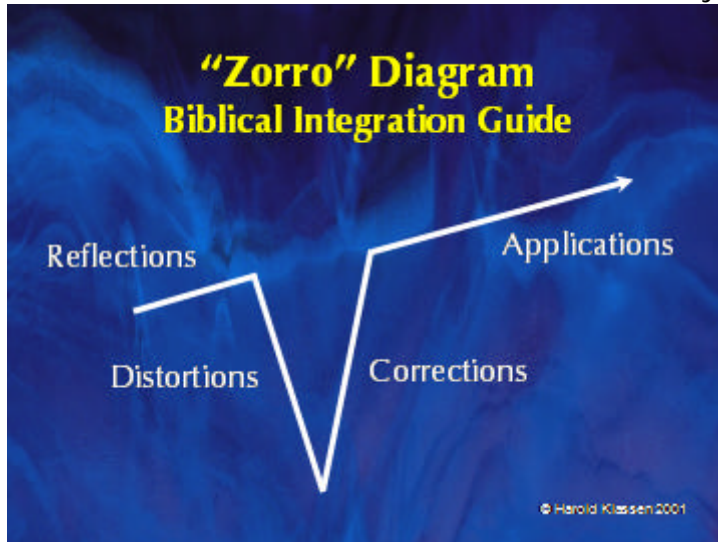 “Zorro” Diagram
Biblical Integration Guide
Reflections
Applications
Distortions
Corrections
© Harold Klassen 2001